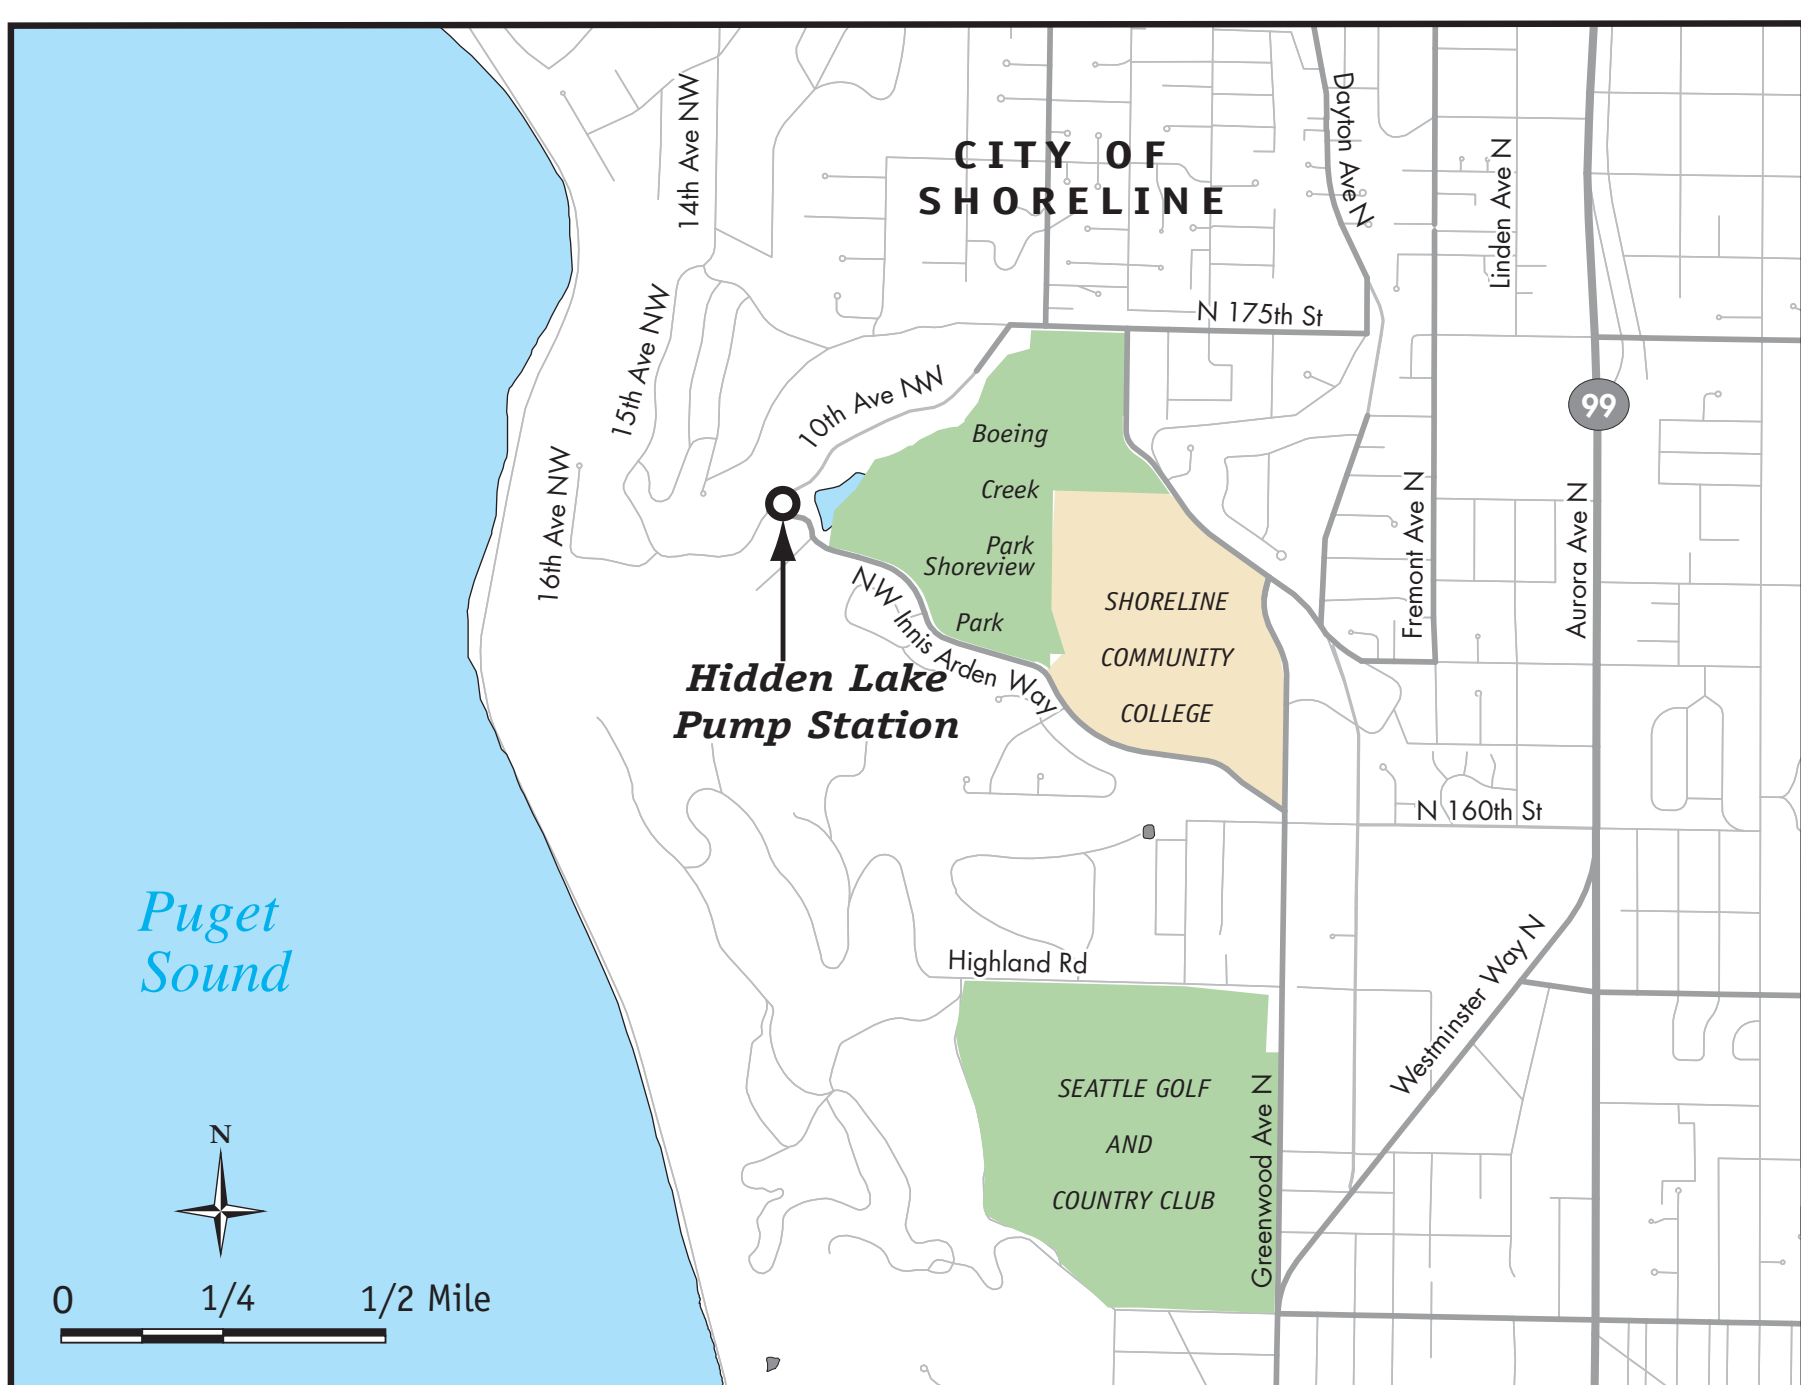 CITY OF
SHORELINE
14th Ave NW
15th Ave NW
16th Ave NW
10th Ave NW
N 175th St
Dayton Ave N
Linden Ave N
99
Fremont Ave N
Aurora Ave N
Boeing
Creek
Park
Shoreview
Park
SHORELINE
COMMUNITY
COLLEGE
NW Innis Arden Way
Hidden Lake
Pump Station
N 160th St
Puget
Sound
Highland Rd
Westminster Way N
SEATTLE GOLF
AND
COUNTRY CLUB
Greenwood Ave N
N
0 1/4 1/2 Mile